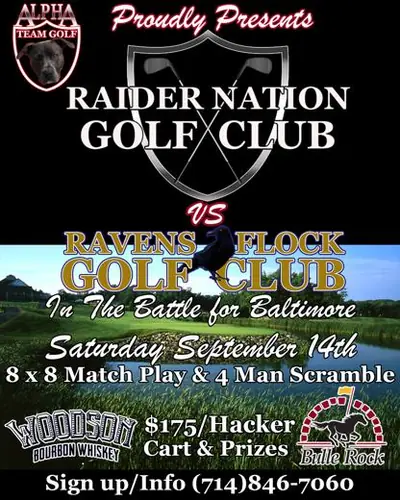 ALPHA
TEAM GOLF
Proudly Presents
RAIDER NATION
GOLF CLUB
VS
RAVENS FLOCK
GOLF CLUB
In The Battle for Baltimore
Saturday September 14th
8 x 8 Match Play & 4 Man Scramble
WOODSON
BOURBON WHISKEY
$175/Hacker
Cart & Prizes
Bulle Rock
Sign up/Info (714)846-7060